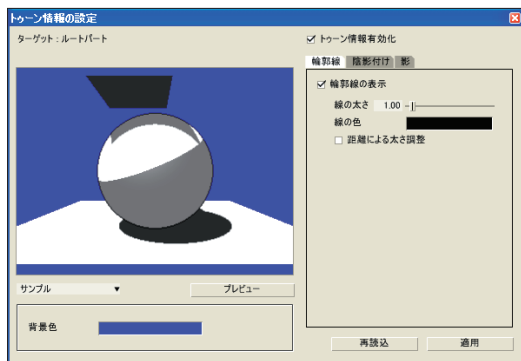 トゥーン情報の設定
ターゲット：ルートパート
トゥーン情報有効化
輪郭線 陰影付け 影
輪郭線の表示
線の太さ 1.00
線の色
距離による太さ調整
サンプル
プレビュー
背景色
再読込 適用